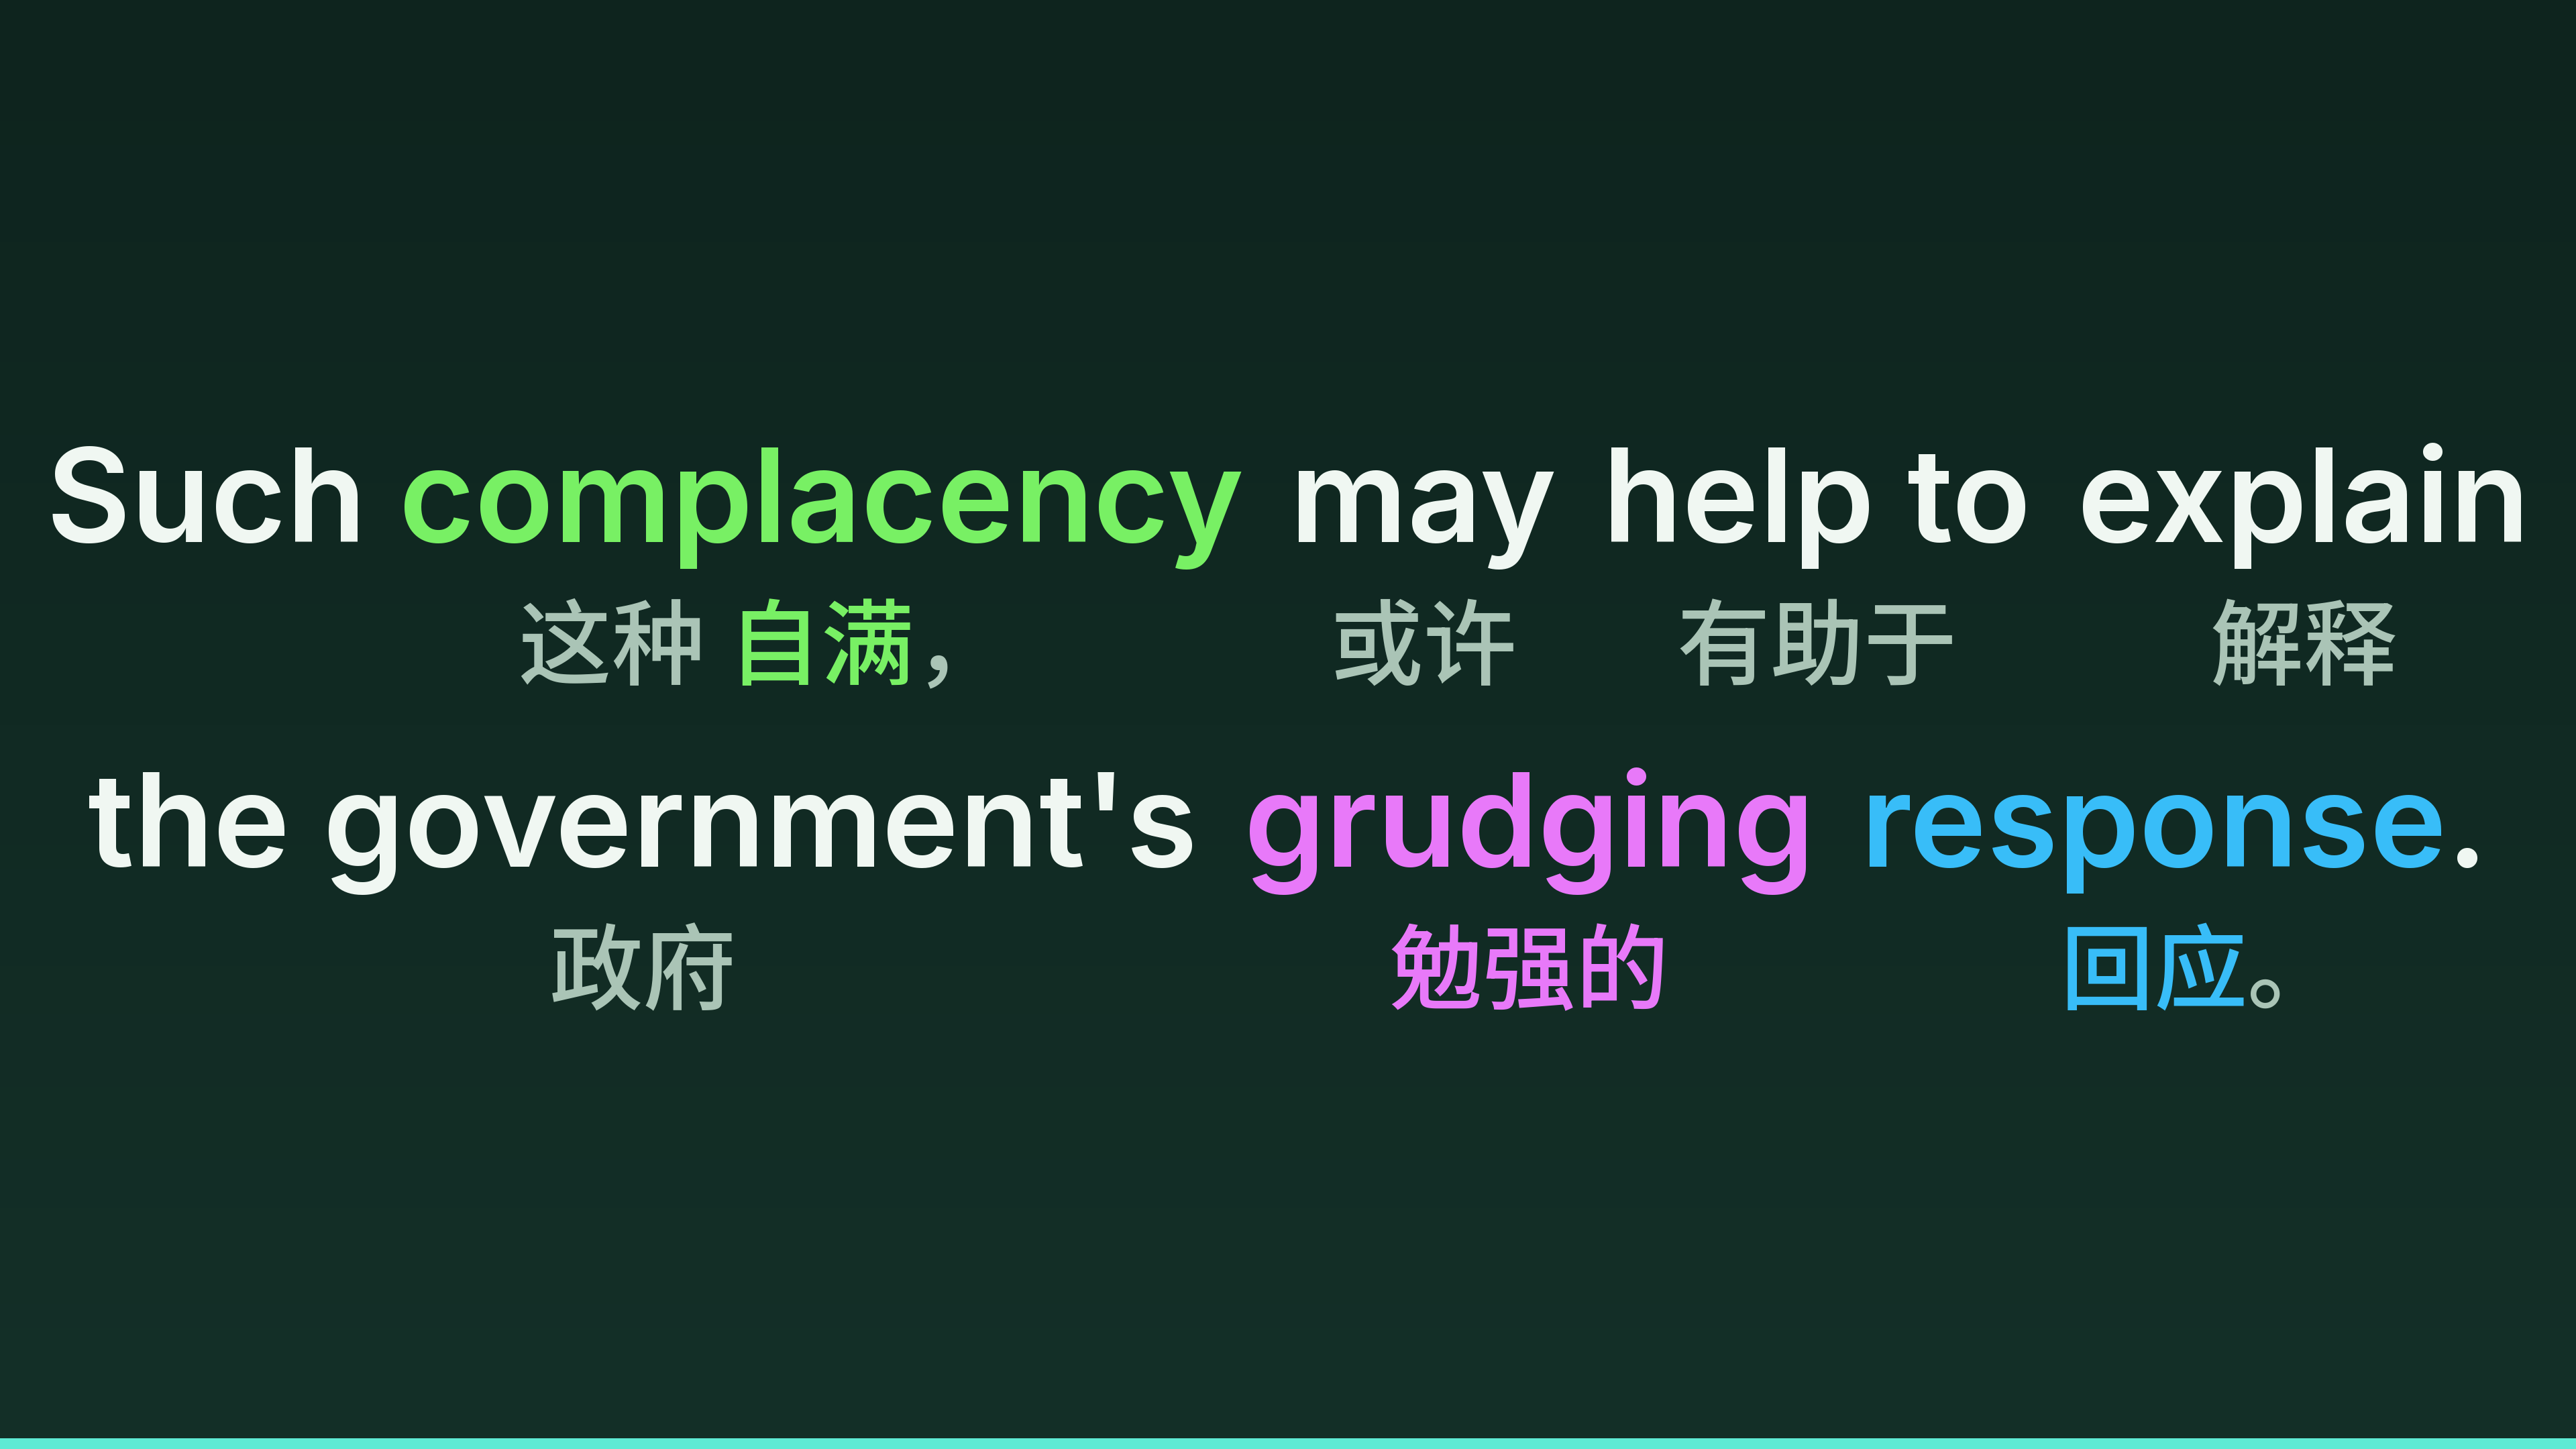 Such complacency may help to explain
这种 自满， 或许 有助于 解释
the government's grudging response.
政府 勉强的 回应。